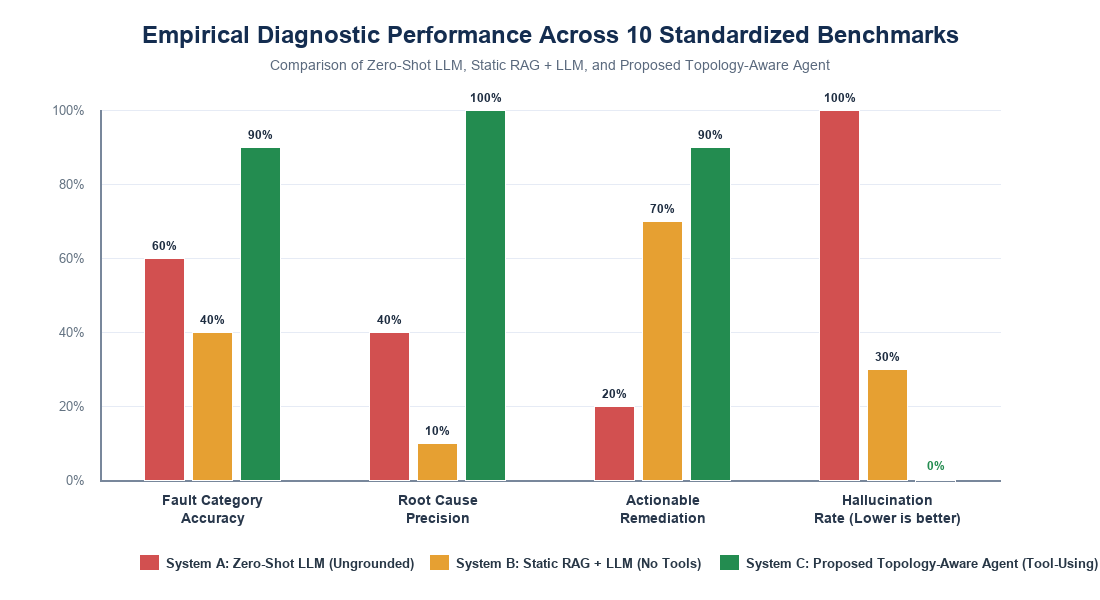 Empirical Diagnostic Performance Across 10 Standardized Benchmarks
Comparison of Zero-Shot LLM, Static RAG + LLM, and Proposed Topology-Aware Agent
100%
80%
60%
40%
20%
0%
60%
40%
90%
40%
10%
100%
20%
70%
90%
100%
30%
0%
Fault Category
Accuracy
Root Cause
Precision
Actionable
Remediation
Hallucination
Rate (Lower is better)
System A: Zero-Shot LLM (Ungrounded)
System B: Static RAG + LLM (No Tools)
System C: Proposed Topology-Aware Agent (Tool-Using)